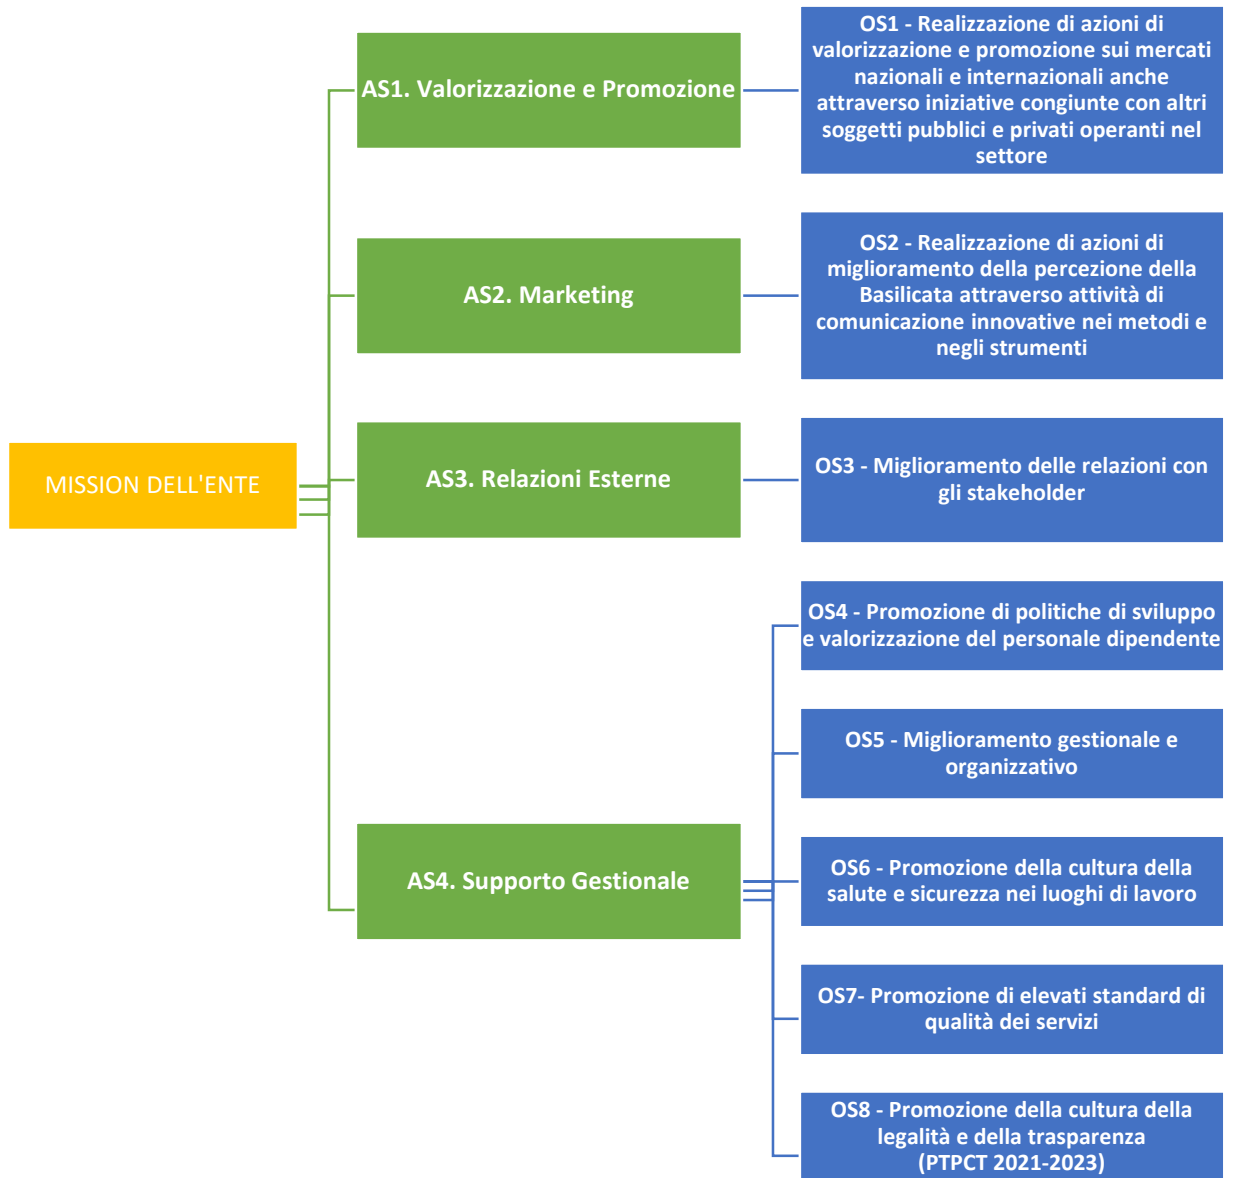 MISSION DELL'ENTE
AS1. Valorizzazione e Promozione
OS1 - Realizzazione di azioni di
valorizzazione e promozione sui mercati
nazionali e internazionali anche
attraverso iniziative congiunte con altri
soggetti pubblici e privati operanti nel
settore
AS2. Marketing
OS2 - Realizzazione di azioni di
miglioramento della percezione della
Basilicata attraverso attività di
comunicazione innovative nei metodi e
negli strumenti
AS3. Relazioni Esterne
OS3 - Miglioramento delle relazioni con
gli stakeholder
AS4. Supporto Gestionale
OS4 - Promozione di politiche di sviluppo
e valorizzazione del personale dipendente
OS5 - Miglioramento gestionale e
organizzativo
OS6 - Promozione della cultura della
salute e sicurezza nei luoghi di lavoro
OS7- Promozione di elevati standard di
qualità dei servizi
OS8 - Promozione della cultura della
legalità e della trasparenza
(PTPCT 2021-2023)